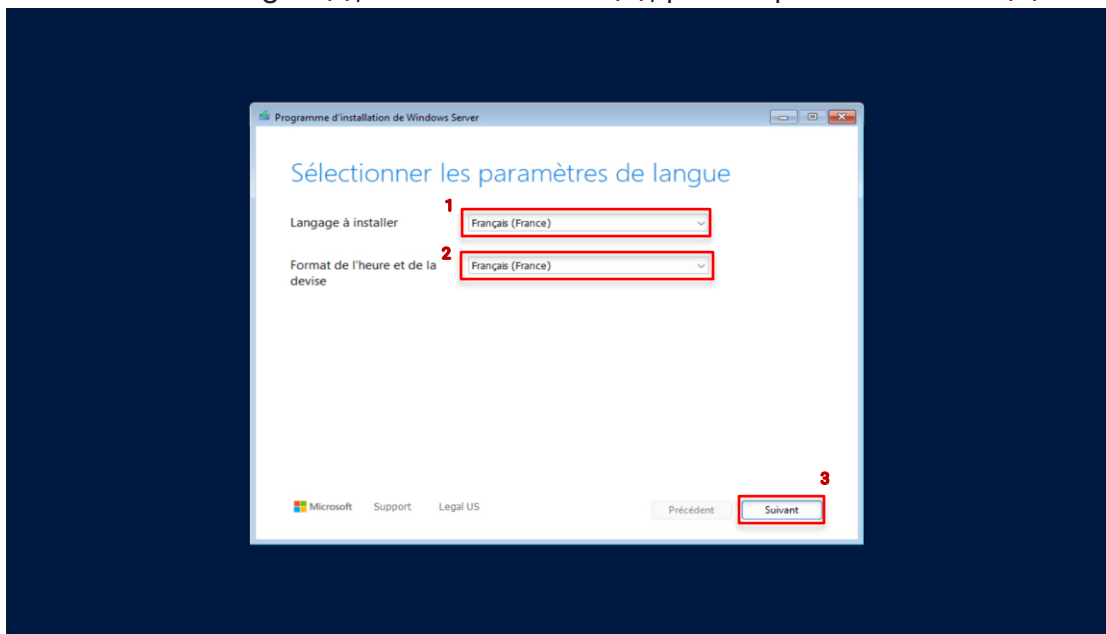 Programme d'installation de Windows Server
Sélectionner les paramètres de langue
1
Langage à installer
Français (France)
2
Format de l'heure et de la devise
Français (France)
3
Microsoft Support Legal US
Précédent Suivant